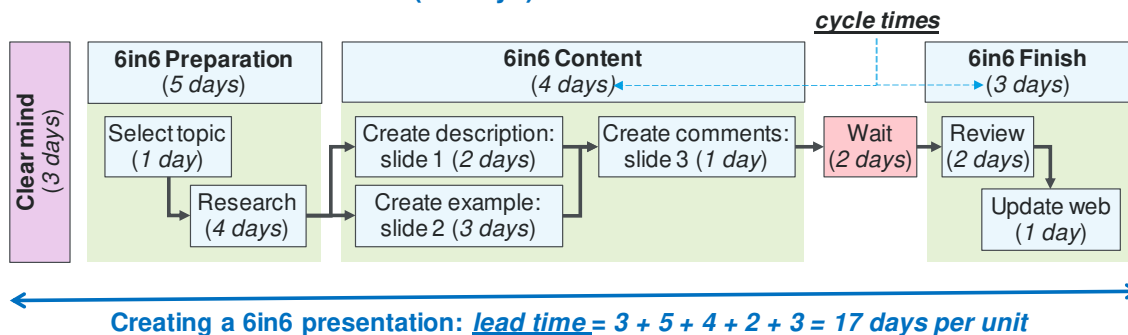 cycle times
Clear mind
(3 days)
6in6 Preparation
(5 days)
6in6 Content
(4 days)
6in6 Finish
(3 days)
Select topic
(1 day)
Research
(4 days)
Create description:
slide 1 (2 days)
Create example:
slide 2 (3 days)
Create comments:
slide 3 (1 day)
Wait
(2 days)
Review
(2 days)
Update web
(1 day)
Creating a 6in6 presentation: lead time = 3 + 5 + 4 + 2 + 3 = 17 days per unit